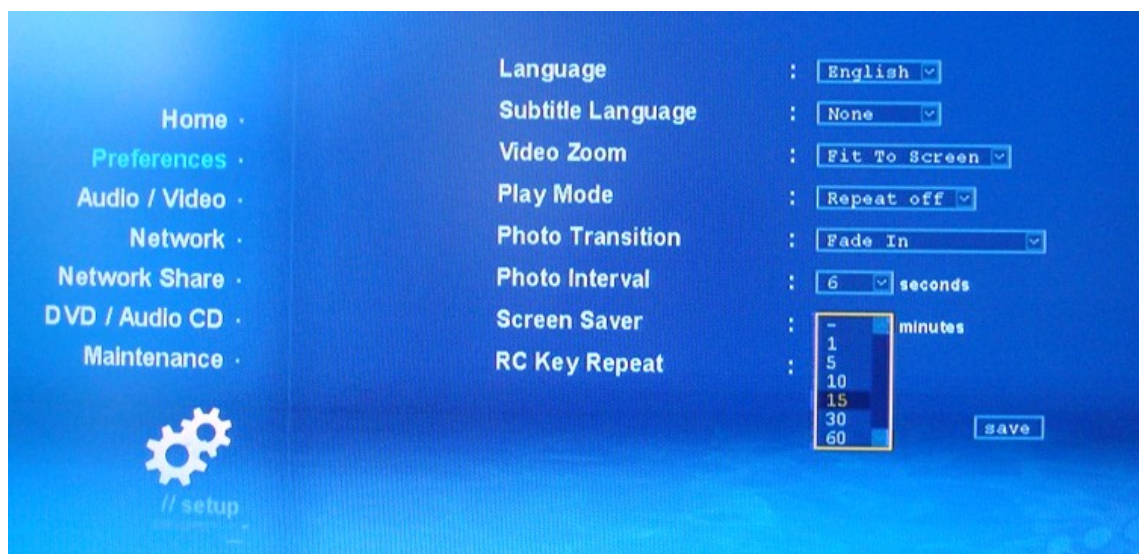 Home
Preferences
Audio / Video
Network
Network Share
DVD / Audio CD
Maintenance
// setup
Language : English
Subtitle Language : None
Video Zoom : Fit To Screen
Play Mode : Repeat off
Photo Transition : Fade In
Photo Interval : 6 seconds
Screen Saver : minutes
RC Key Repeat :
–
1
5
10
15
30
60
save